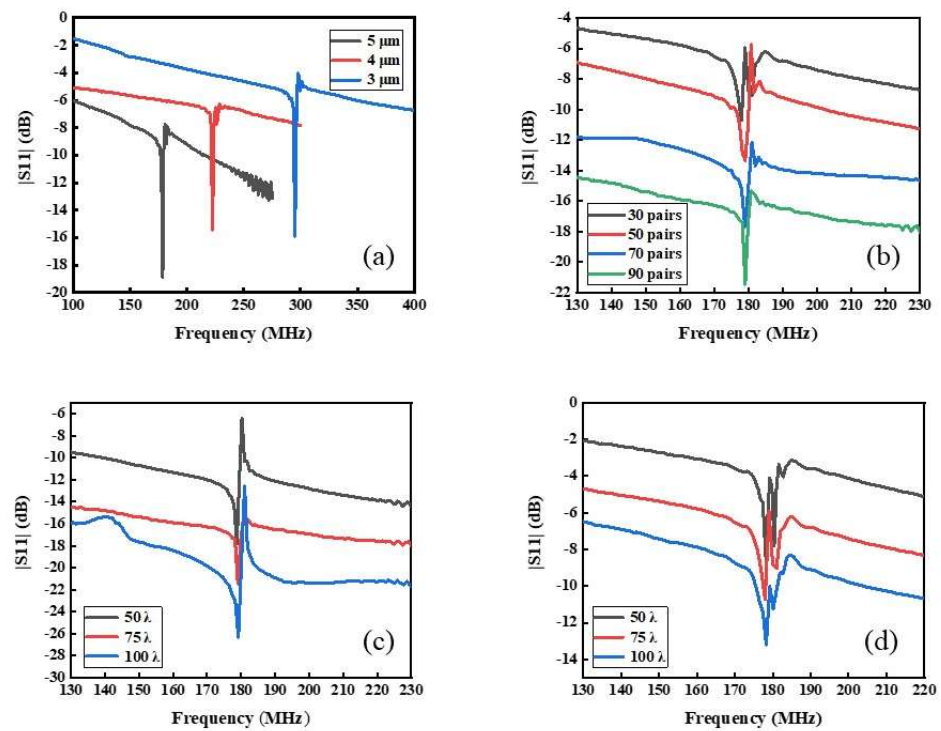 0
-2
-4
-6
-8
-10
-12
-14
-16
-18
-20
|S11| (dB)
5 μm
4 μm
3 μm
(a)
100 150 200 250 300 350 400
Frequency (MHz)
-4
-6
-8
-10
-12
-14
-16
-18
-20
-22
|S11| (dB)
30 pairs
50 pairs
70 pairs
90 pairs
(b)
130 140 150 160 170 180 190 200 210 220 230
Frequency (MHz)
-6
-8
-10
-12
-14
-16
-18
-20
-22
-24
-26
-28
-30
|S11| (dB)
50 λ
75 λ
100 λ
(c)
130 140 150 160 170 180 190 200 210 220 230
Frequency (MHz)
0
-2
-4
-6
-8
-10
-12
-14
|S11| (dB)
50 λ
75 λ
100 λ
(d)
130 140 150 160 170 180 190 200 210 220
Frequency (MHz)